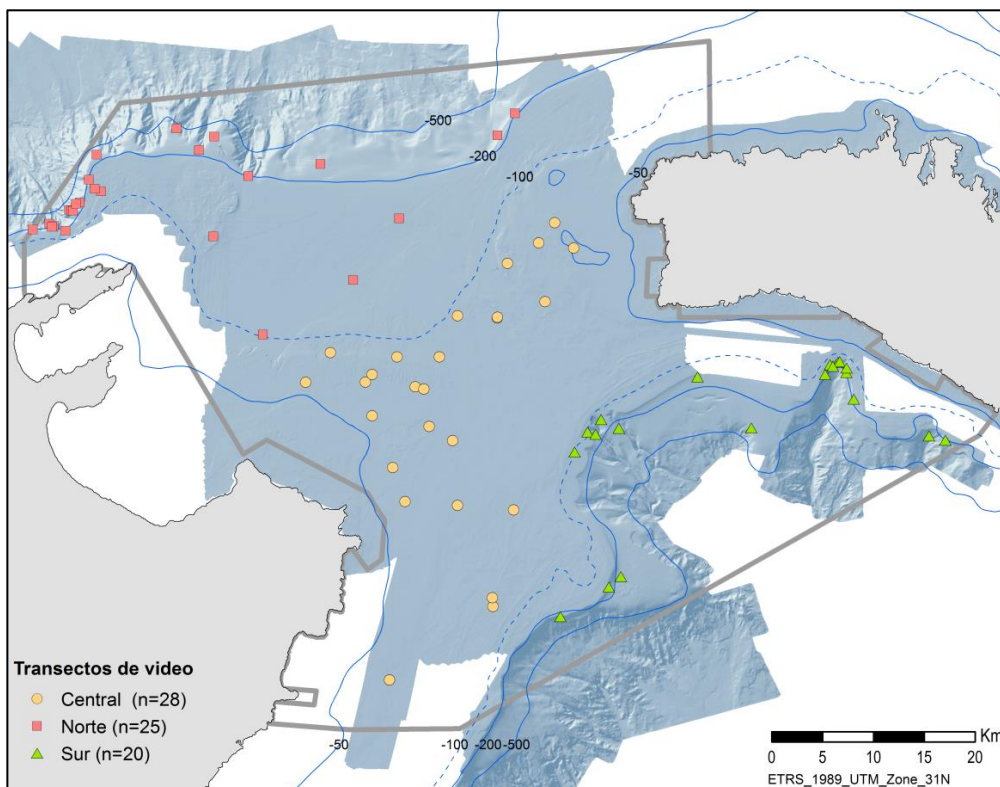 -500
-200
-100
-50
Transectos de video
Central (n=28)
Norte (n=25)
Sur (n=20)
-50
-100 -200 -500
0 5 10 15 20 Km
ETRS_1989_UTM_Zone_31N